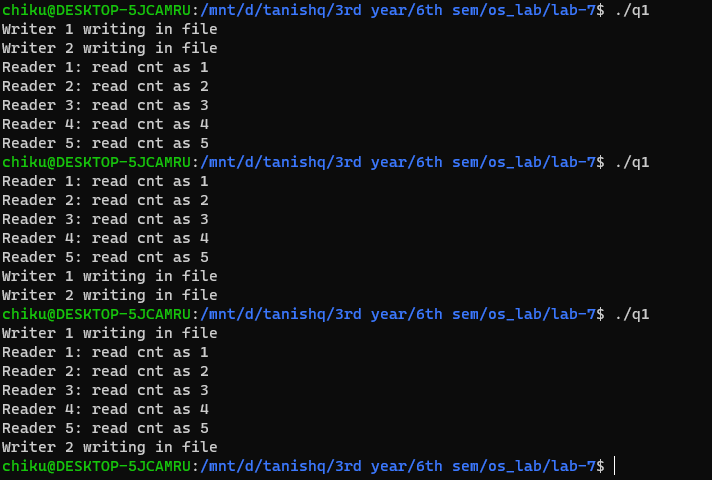 chiku@DESKTOP-5JCAMRU:/mnt/d/tanishq/3rd year/6th sem/os_lab/lab-7$ ./q1
Writer 1 writing in file
Writer 2 writing in file
Reader 1: read cnt as 1
Reader 2: read cnt as 2
Reader 3: read cnt as 3
Reader 4: read cnt as 4
Reader 5: read cnt as 5
chiku@DESKTOP-5JCAMRU:/mnt/d/tanishq/3rd year/6th sem/os_lab/lab-7$ ./q1
Reader 1: read cnt as 1
Reader 2: read cnt as 2
Reader 3: read cnt as 3
Reader 4: read cnt as 4
Reader 5: read cnt as 5
Writer 1 writing in file
Writer 2 writing in file
chiku@DESKTOP-5JCAMRU:/mnt/d/tanishq/3rd year/6th sem/os_lab/lab-7$ ./q1
Writer 1 writing in file
Reader 1: read cnt as 1
Reader 2: read cnt as 2
Reader 3: read cnt as 3
Reader 4: read cnt as 4
Reader 5: read cnt as 5
Writer 2 writing in file
chiku@DESKTOP-5JCAMRU:/mnt/d/tanishq/3rd year/6th sem/os_lab/lab-7$